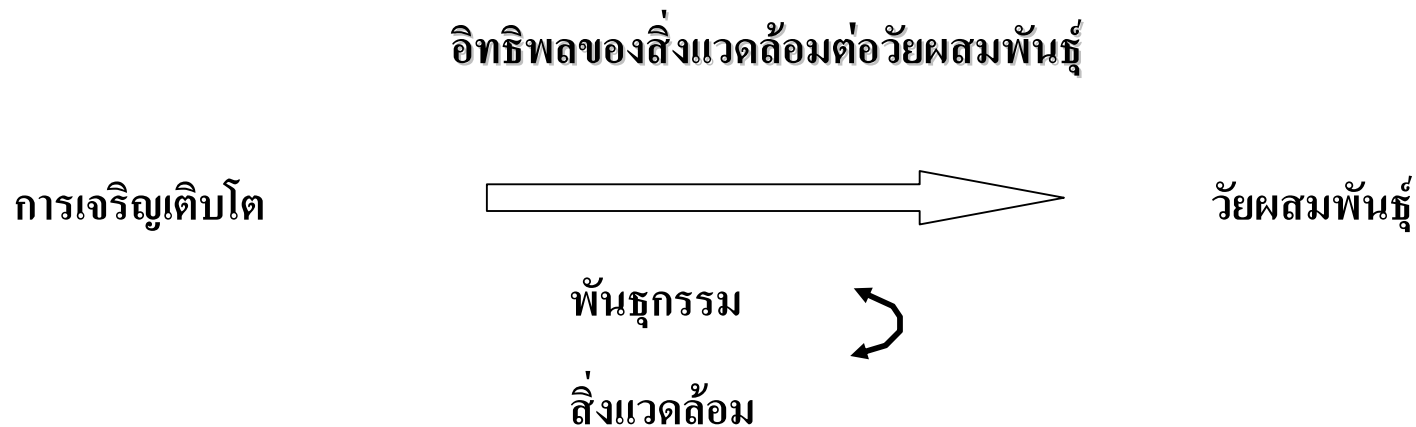 อิทธิพลของสิ่งแวดล้อมต่อวัยผสมพันธุ์
การเจริญเติบโต วัยผสมพันธุ์
พันธุกรรม
สิ่งแวดล้อม